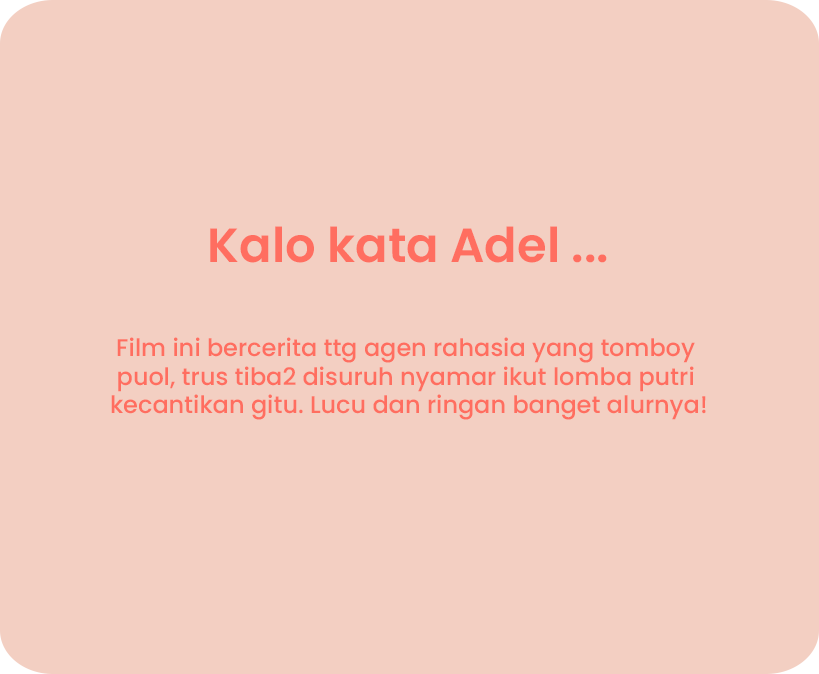 Kalo kata Adel ...
Film ini bercerita ttg agen rahasia yang tomboy
puol, trus tiba2 disuruh nyamar ikut lomba putri
kecantikan gitu. Lucu dan ringan banget alurnya!